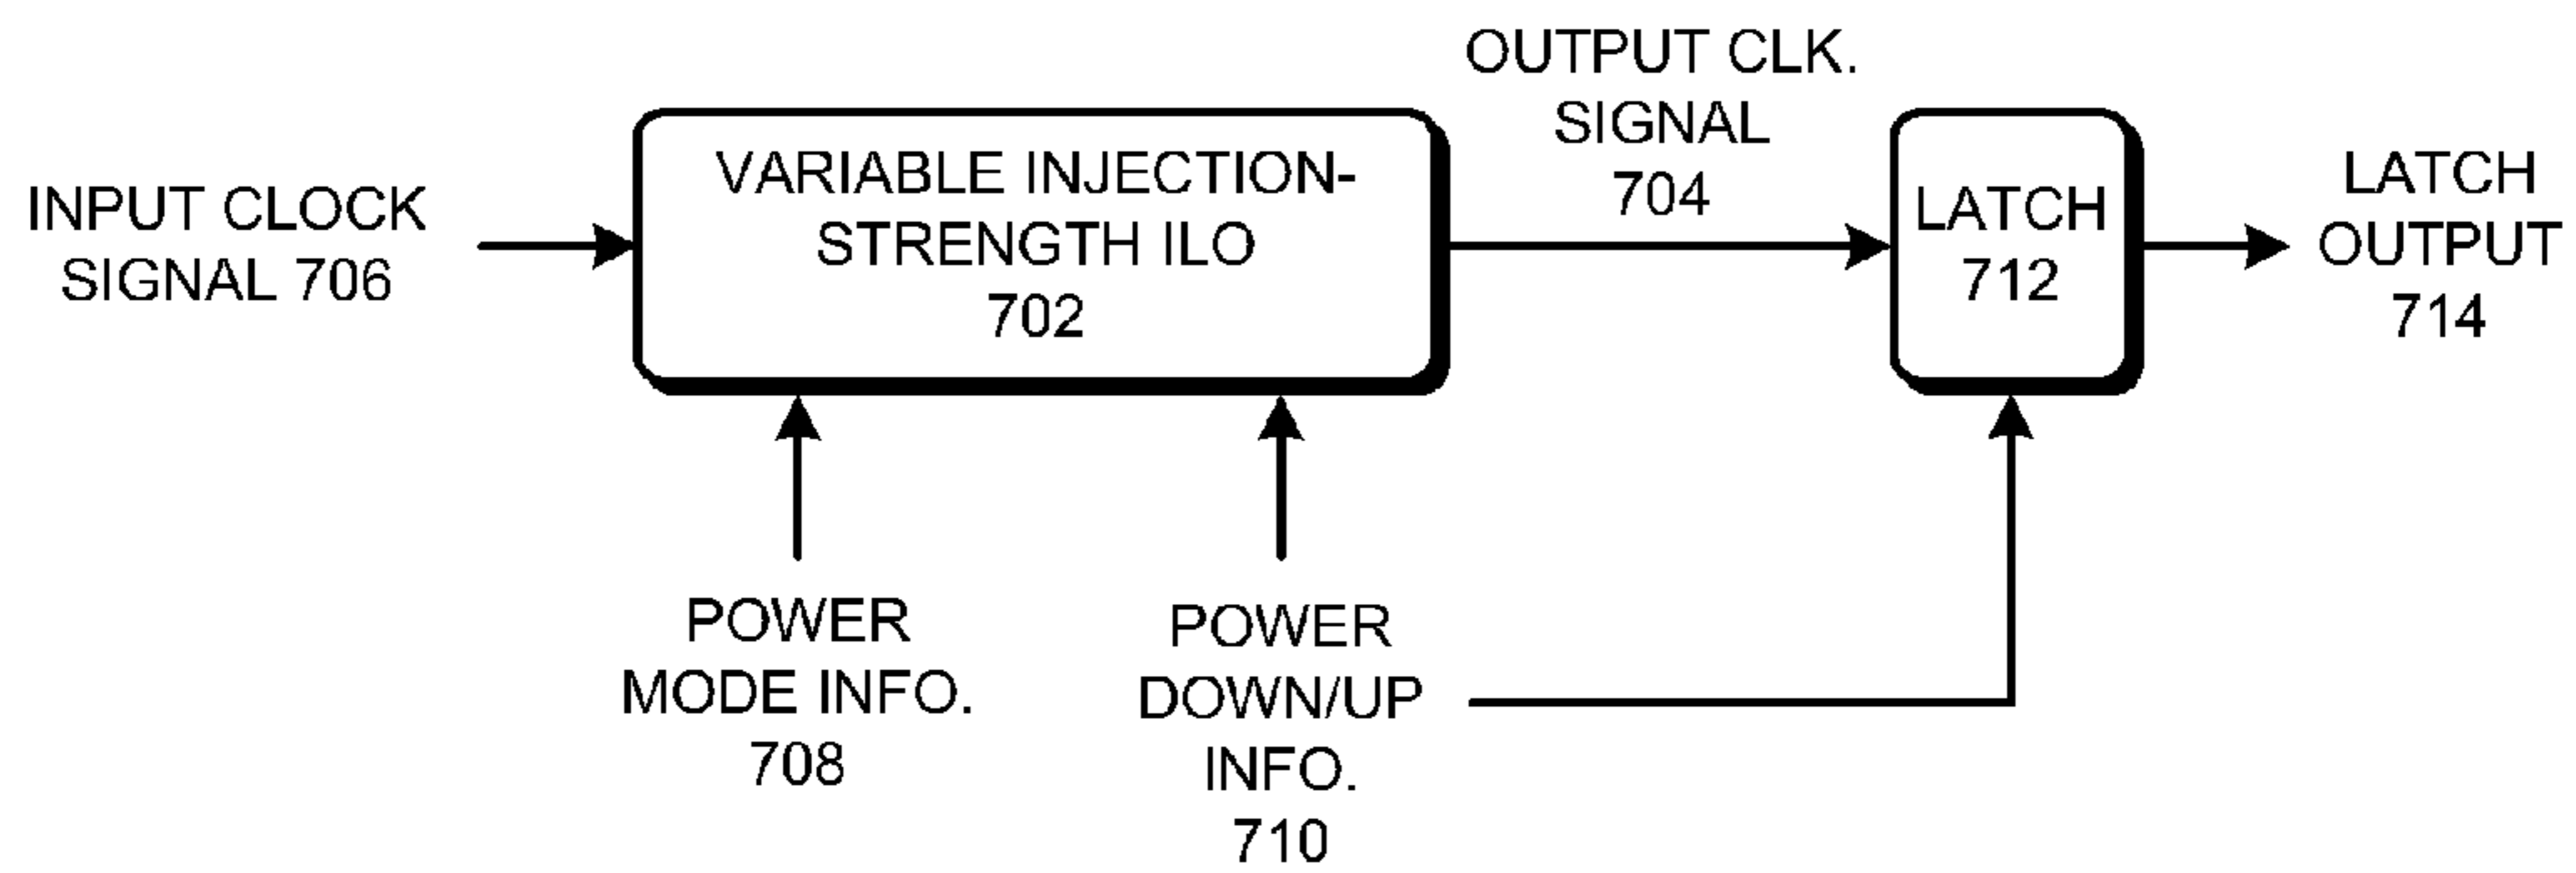 INPUT CLOCK
SIGNAL 706
VARIABLE INJECTION-
STRENGTH ILO
702
OUTPUT CLK.
SIGNAL
704
LATCH
712
LATCH
OUTPUT
714
POWER
MODE INFO.
708
POWER
DOWN/UP
INFO.
710